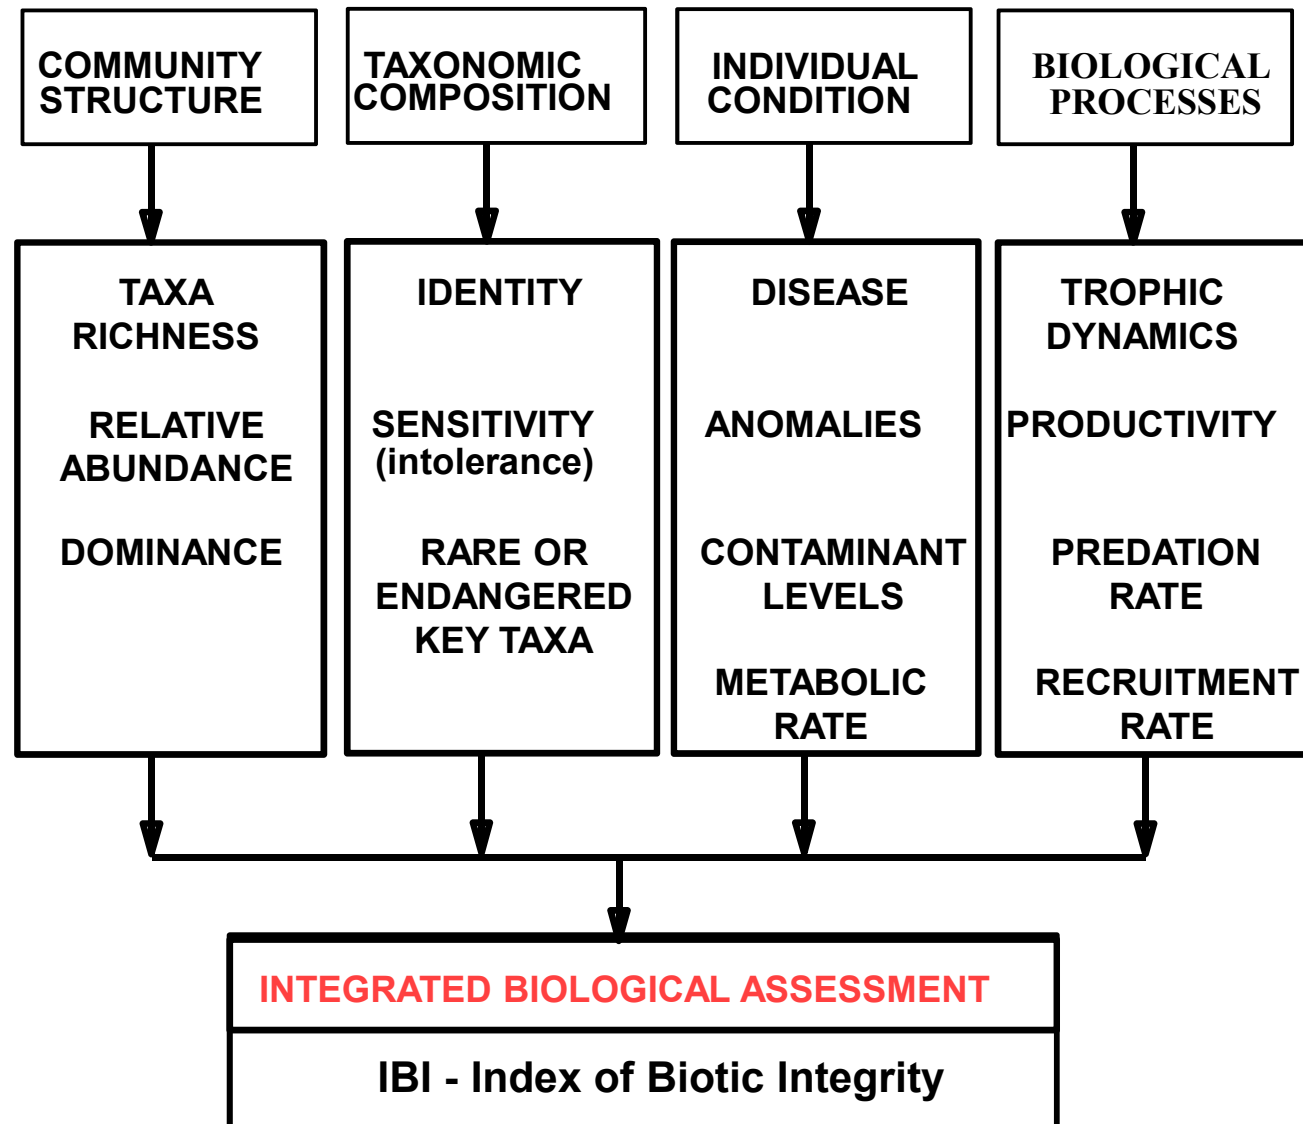 COMMUNITY
STRUCTURE
TAXONOMIC
COMPOSITION
INDIVIDUAL
CONDITION
BIOLOGICAL
PROCESSES
TAXA
RICHNESS
RELATIVE
ABUNDANCE
DOMINANCE
IDENTITY
SENSITIVITY
(intolerance)
RARE OR
ENDANGERED
KEY TAXA
DISEASE
ANOMALIES
CONTAMINANT
LEVELS
METABOLIC
RATE
TROPHIC
DYNAMICS
PRODUCTIVITY
PREDATION
RATE
RECRUITMENT
RATE
INTEGRATED BIOLOGICAL ASSESSMENT
IBI - Index of Biotic Integrity